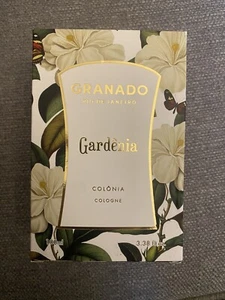 GRANADO
RIO DE JANEIRO
Gardênia
COLÔNIA
COLOGNE
3.38